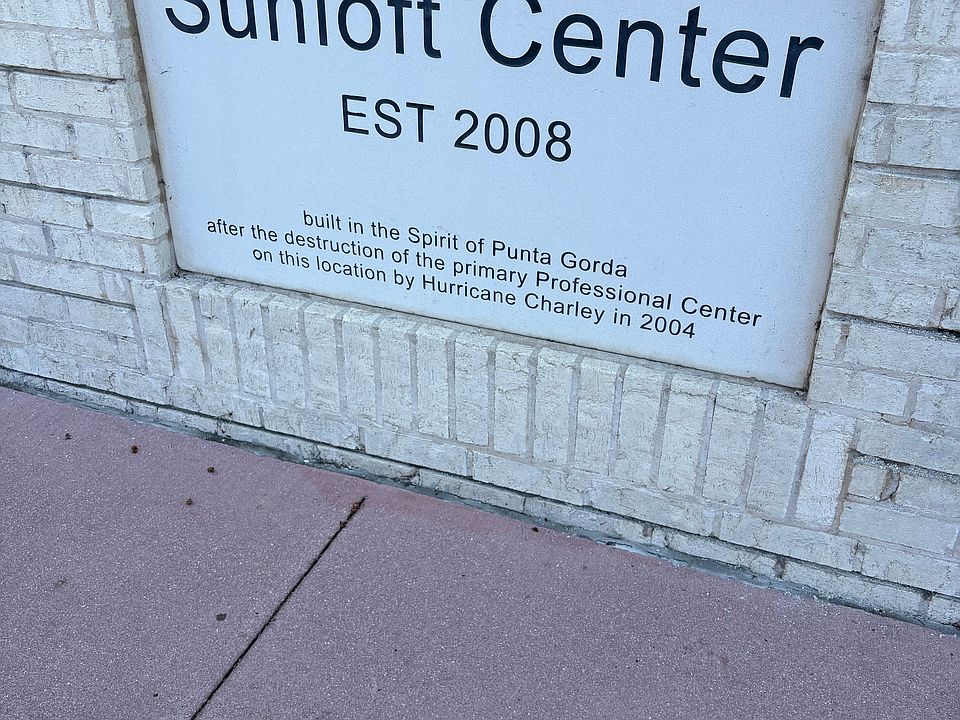 Sunloft Center
EST 2008
built in the Spirit of Punta Gorda
after the destruction of the primary Professional Center
on this location by Hurricane Charley in 2004